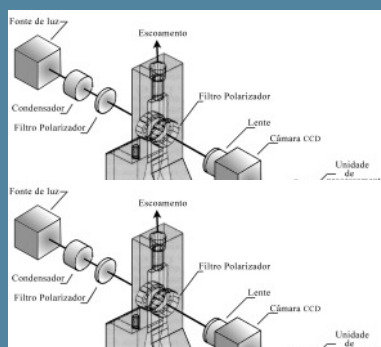 Fonte de luz
Escoamento
Condensador
Filtro Polarizador
Filtro Polarizador
Lente
Câmara CCD
Unidade
de
Fonte de luz
Escoamento
Condensador
Filtro Polarizador
Filtro Polarizador
Lente
Câmara CCD
Unidade
de